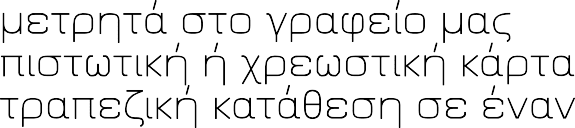 μετρητά στο γραφείο μας
πιστωτική ή χρεωστική κάρτα
τραπεζική κατάθεση σε έναν